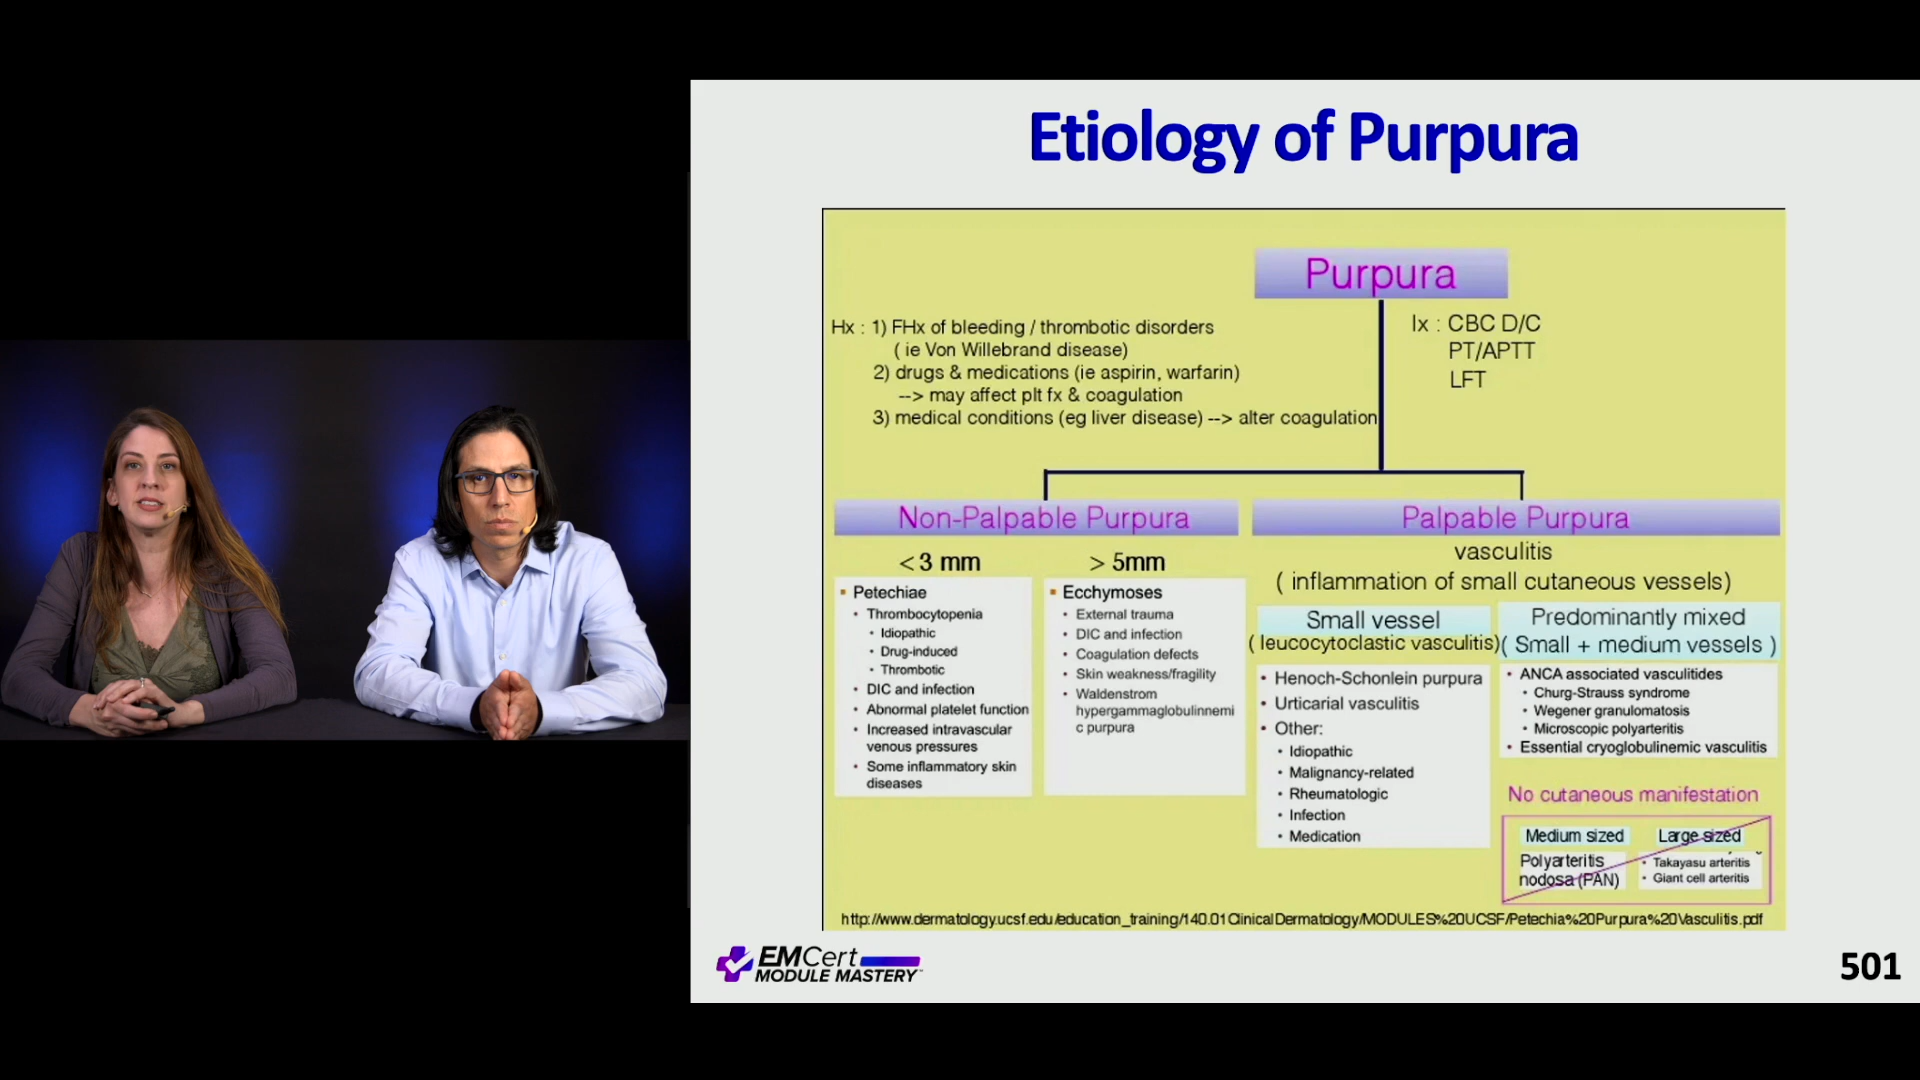 Etiology of Purpura
Purpura
Hx : 1) FHx of bleeding / thrombotic disorders
( ie Von Willebrand disease)
2) drugs & medications (ie aspirin, warfarin)
--> may affect plt fx & coagulation
3) medical conditions (eg liver disease) --> alter coagulation
Ix : CBC D/C
PT/APTT
LFT
Non-Palpable Purpura
< 3 mm
▪ Petechiae
• Thrombocytopenia
• Idiopathic
• Drug-induced
• Thrombotic
• DIC and infection
• Abnormal platelet function
• Increased intravascular
venous pressures
• Some inflammatory skin
diseases
> 5mm
▪ Ecchymoses
• External trauma
• DIC and infection
• Coagulation defects
• Skin weakness/fragility
• Waldenstrom
hypergammaglobulinnemi
c purpura
Palpable Purpura
vasculitis
( inflammation of small cutaneous vessels)
Small vessel
( leucocytoclastic vasculitis)
• Henoch-Schonlein purpura
• Urticarial vasculitis
• Other:
• Idiopathic
• Malignancy-related
• Rheumatologic
• Infection
• Medication
Predominantly mixed
( Small + medium vessels )
• ANCA associated vasculitides
• Churg-Strauss syndrome
• Wegener granulomatosis
• Microscopic polyarteritis
• Essential cryoglobulinemic vasculitis
No cutaneous manifestation
Medium sized
Polyarteritis
nodosa (PAN)
Large sized
• Takayasu arteritis
• Giant cell arteritis
http://www.dermatology.ucsf.edu/education_training/140.01ClinicalDermatology/MODULES%20UCSF/Petechia%20Purpura%20Vasculitis.pdf
EMCert
MODULE MASTERY
501